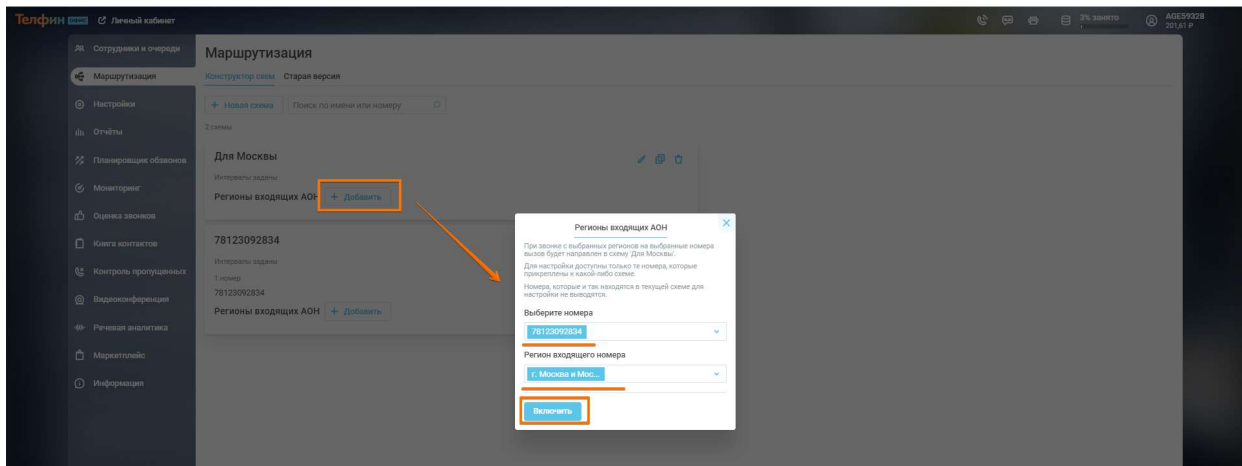 Телфин ОФИС Личный кабинет
3% занято
AGE59328
201,61 ₽
Сотрудники и очереди
Маршрутизация
Настройки
Отчёты
Планировщик обзвонов
Мониторинг
Оценка звонков
Книга контактов
Контроль пропущенных
Видеоконференция
Речевая аналитика
Маркетплейс
Информация
Маршрутизация
Конструктор схем Старая версия
+ Новая схема Поиск по имени или номеру
2 схемы
Для Москвы
Интервалы заданы
Регионы входящих АОН + Добавить
78123092834
Интервалы заданы
1 номер
78123092834
Регионы входящих АОН + Добавить
Регионы входящих АОН
При звонке с выбранных регионов на выбранные номера
вызов будет направлен в схему 'Для Москвы'.
Для настройки доступны только те номера, которые
прикреплены к какой-либо схеме.
Номера, которые и так находятся в текущей схеме для
настройки не выводятся.
Выберите номера
78123092834
Регион входящего номера
г. Москва и Мос...
Включить